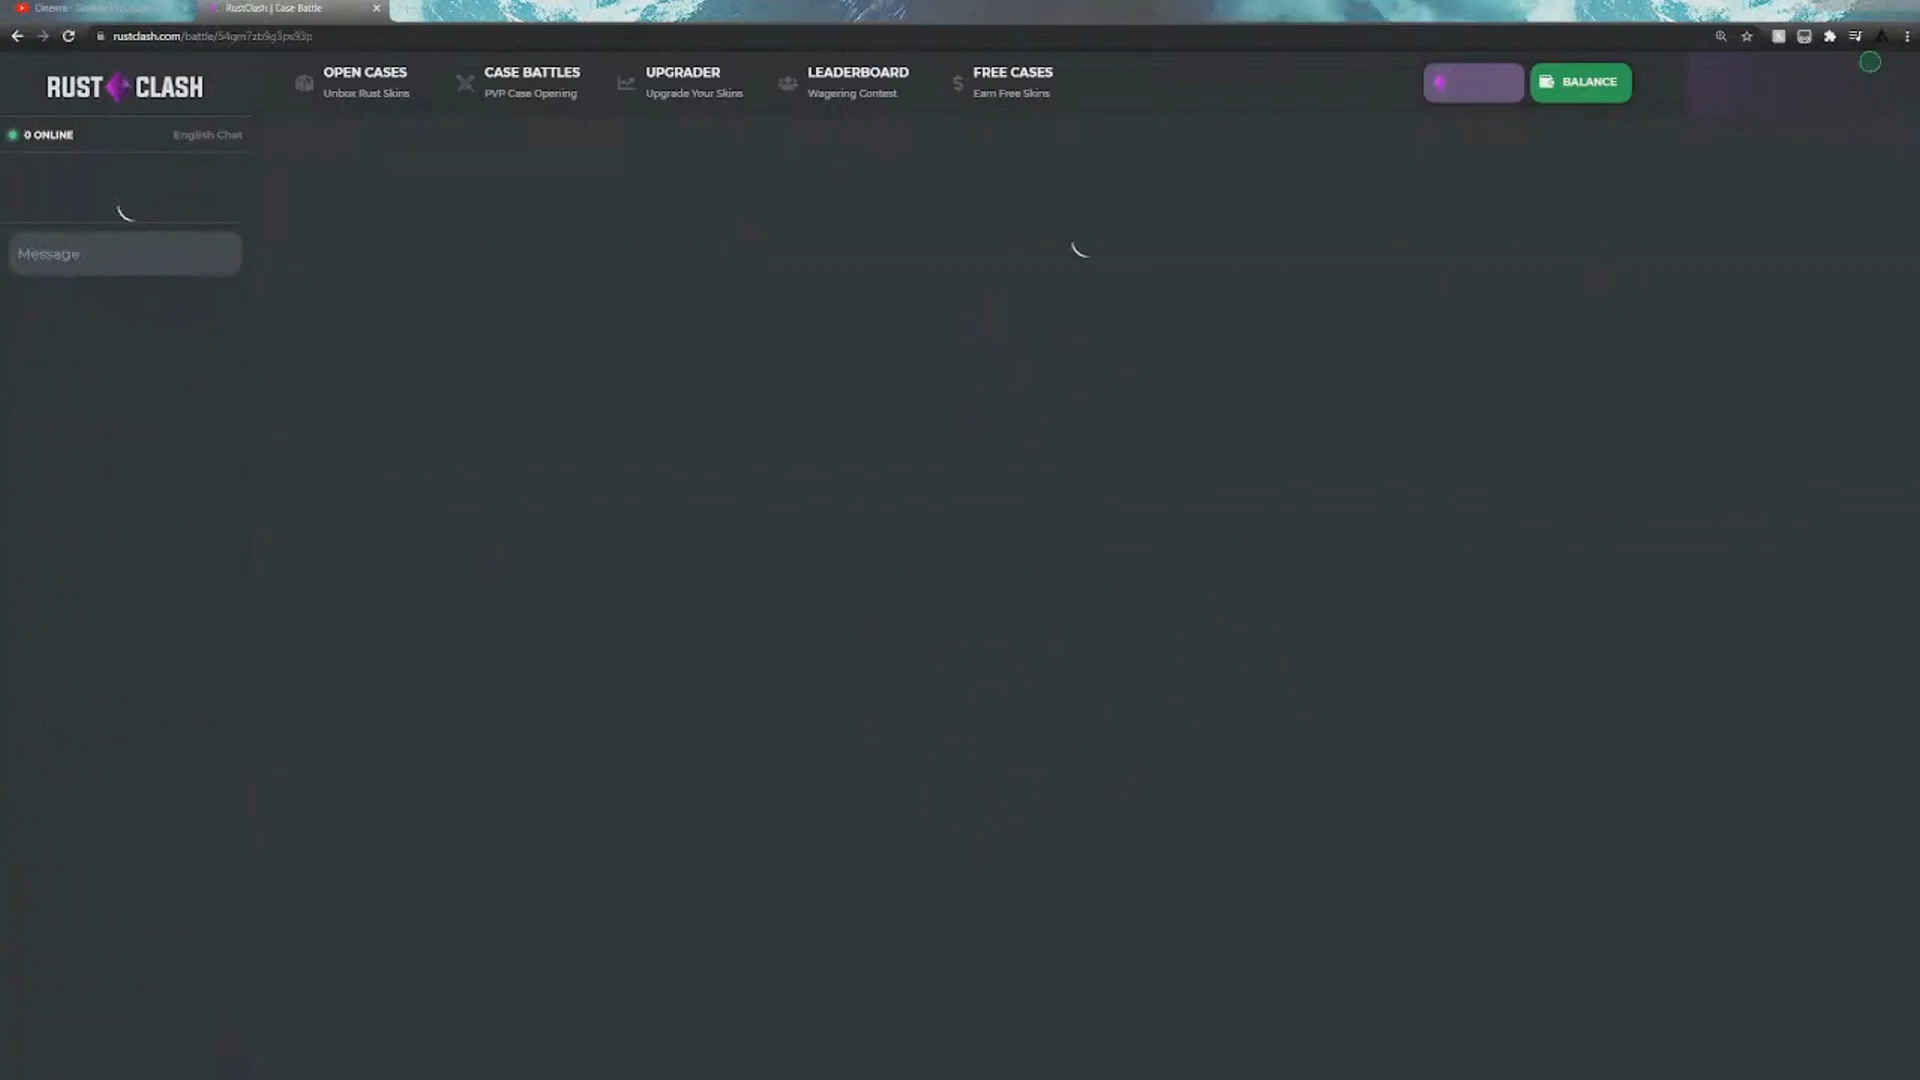 RustClash | Case Battle
rustclash.com/battle/54gm7zb9g3ps93p
RUST CLASH
OPEN CASES
Unbox Rust Skins
CASE BATTLES
PVP Case Opening
UPGRADER
Upgrade Your Skins
LEADERBOARD
Wagering Contest
FREE CASES
Earn Free Skins
BALANCE
0 ONLINE
English Chat
Message